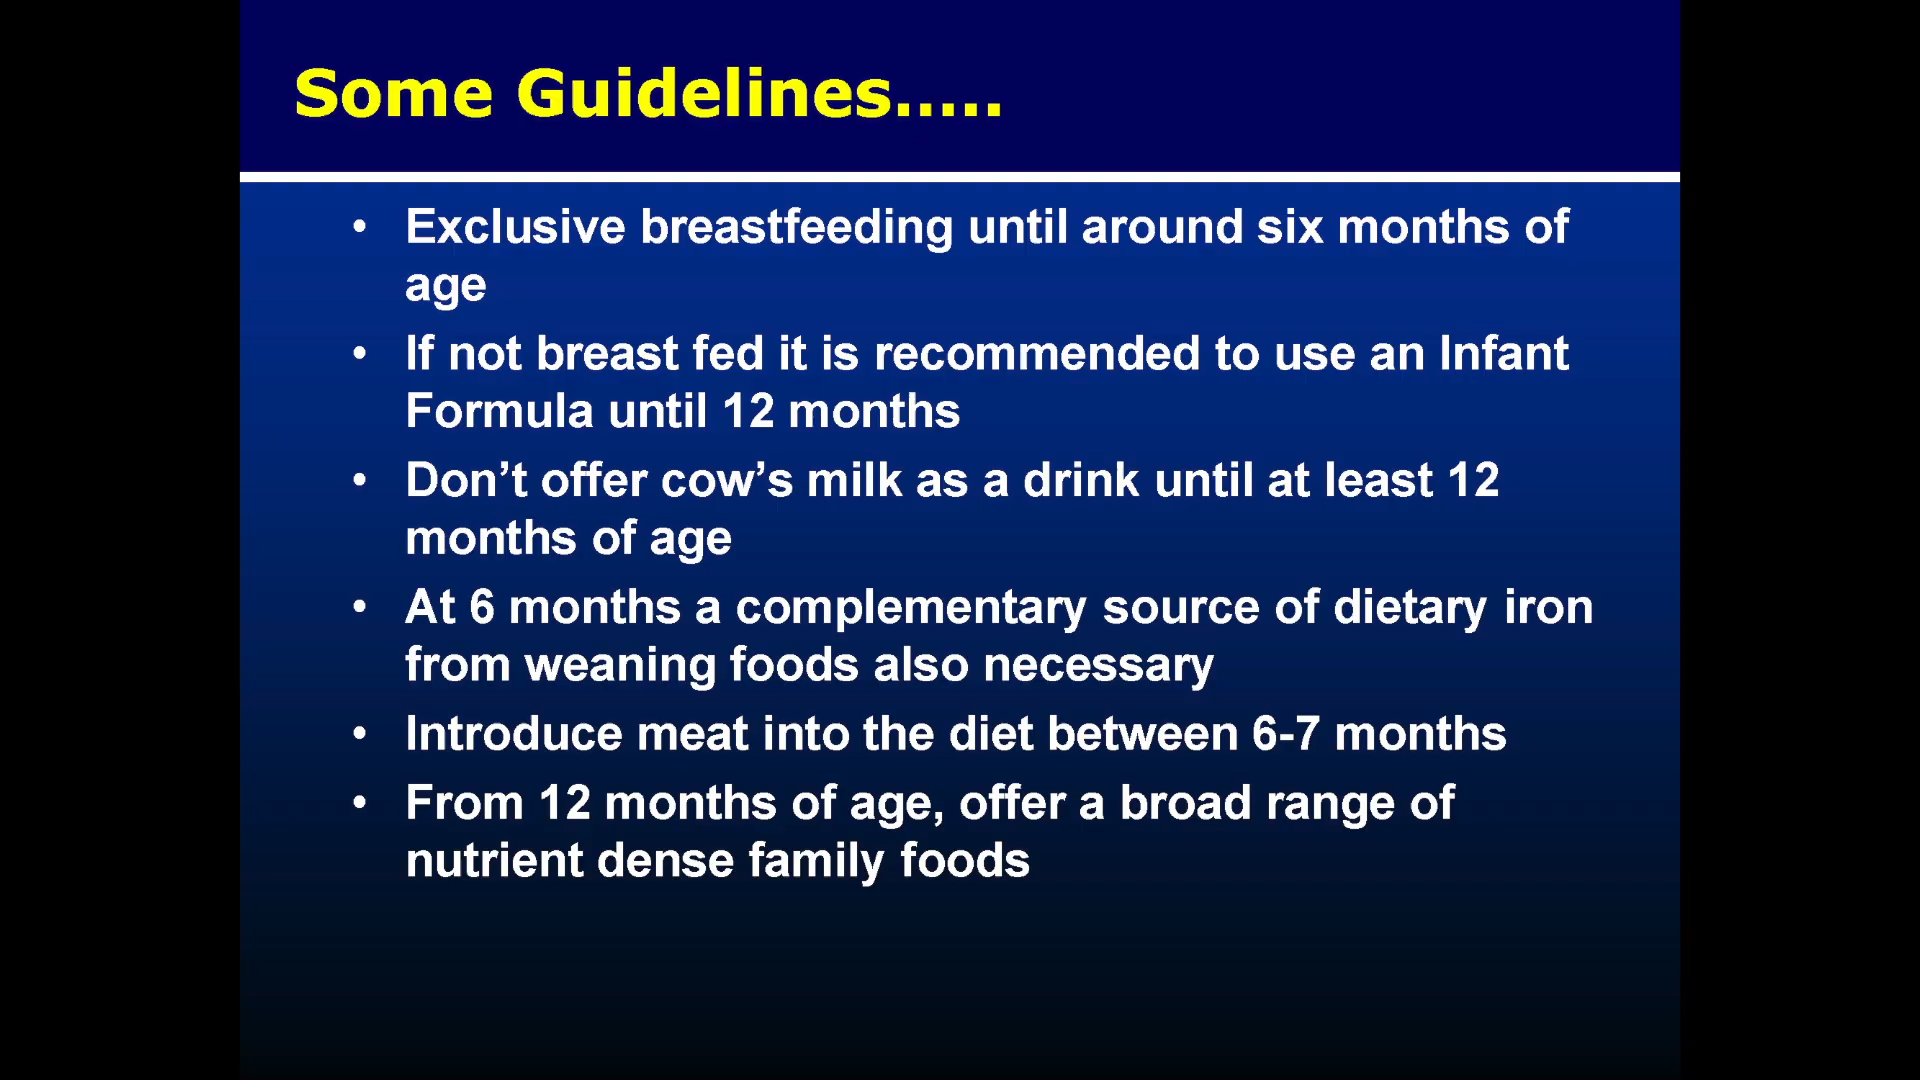 Some Guidelines.....
• Exclusive breastfeeding until around six months of
age
• If not breast fed it is recommended to use an Infant
Formula until 12 months
• Don’t offer cow’s milk as a drink until at least 12
months of age
• At 6 months a complementary source of dietary iron
from weaning foods also necessary
• Introduce meat into the diet between 6-7 months
• From 12 months of age, offer a broad range of
nutrient dense family foods